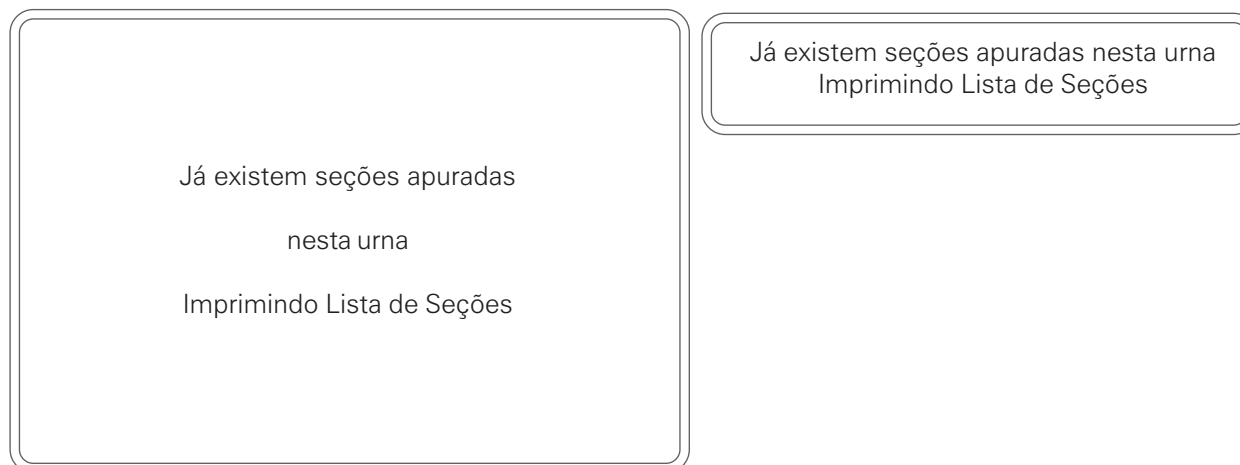 Já existem seções apuradas
nesta urna
Imprimindo Lista de Seções
Já existem seções apuradas nesta urna
Imprimindo Lista de Seções